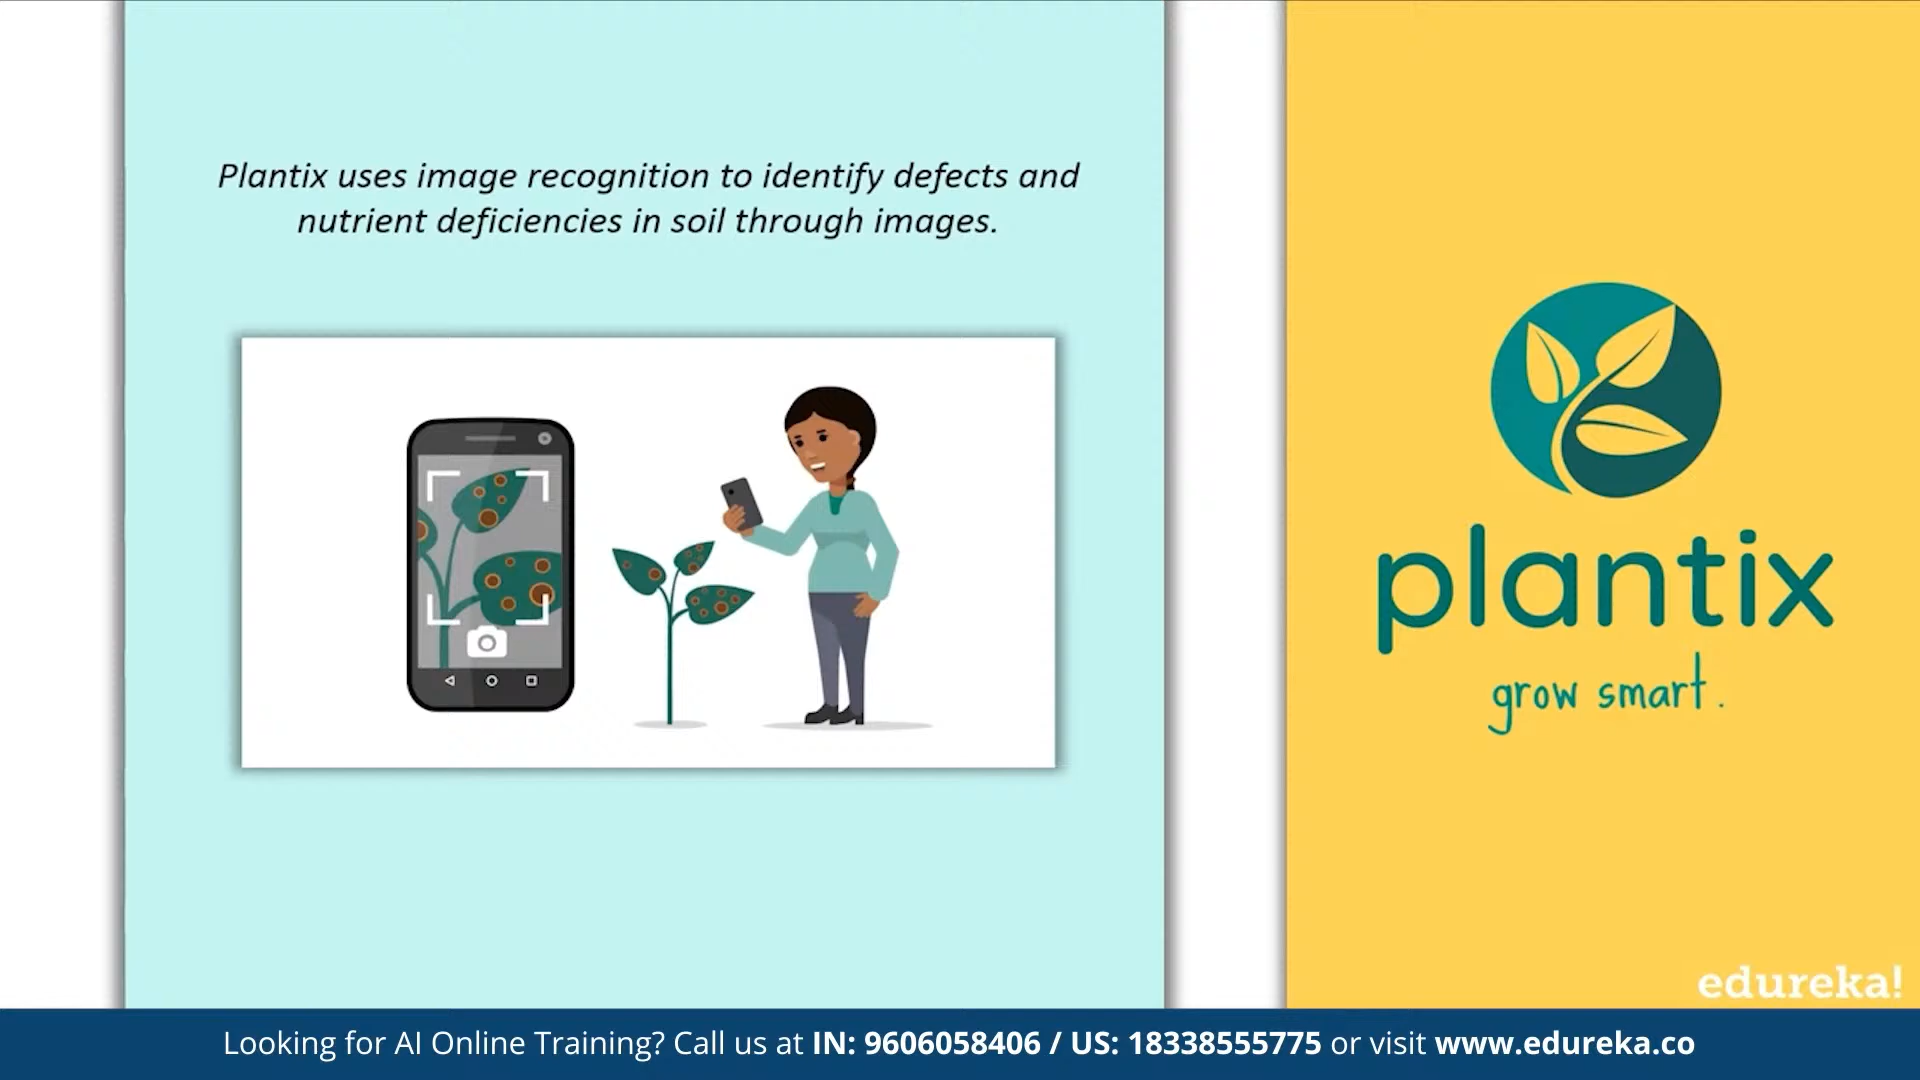 Plantix uses image recognition to identify defects and
nutrient deficiencies in soil through images.
plantix
grow smart.
edureka!
Looking for AI Online Training? Call us at IN: 9606058406 / US: 18338555775 or visit www.edureka.co